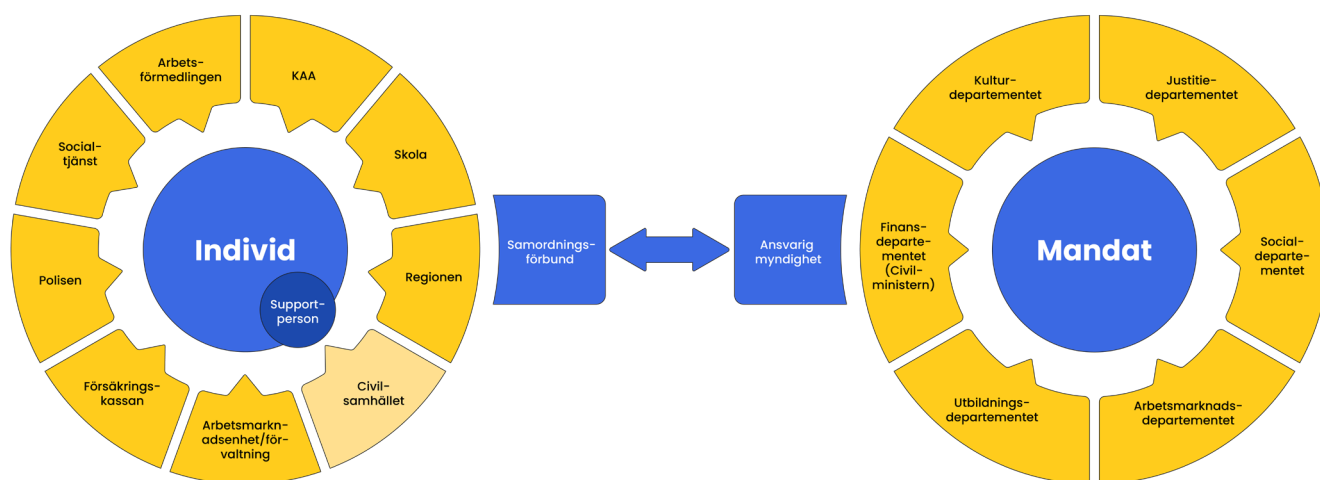 Arbets-
förmedlingen
KAA
Social-
tjänst
Skola
Polisen
Individ
Support-
person
Regionen
Försäkrings-
kassan
Arbetsmarkn-
adsenhet/för-
valtning
Civil-
samhället
Samordnings-
förbund
Ansvarig
myndighet
Kultur-
departementet
Justitie-
departementet
Finans-
departe-
mentet
(Civil-
ministern)
Mandat
Social-
departe-
mentet
Utbildnings-
departementet
Arbetsmarknads-
departementet